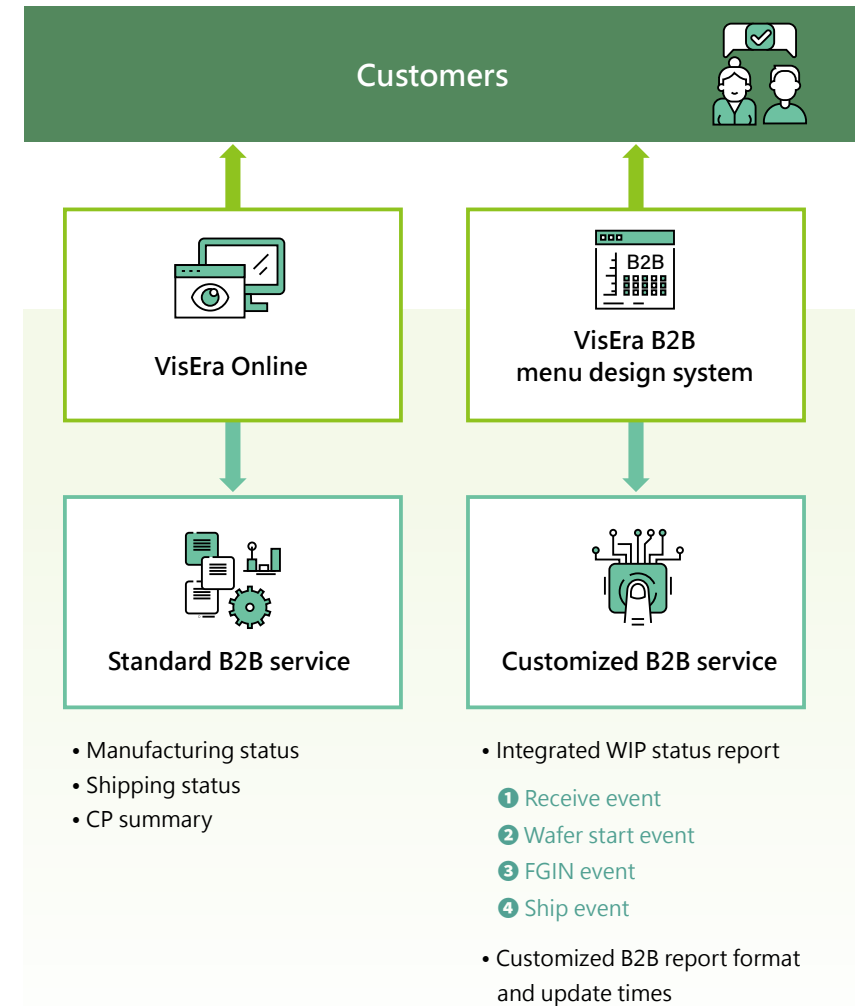 Customers
VisEra Online
B2B
VisEra B2B
menu design system
Standard B2B service
Customized B2B service
• Manufacturing status
• Shipping status
• CP summary
• Integrated WIP status report
❶ Receive event
❷ Wafer start event
❸ FGIN event
❹ Ship event
• Customized B2B report format
and update times